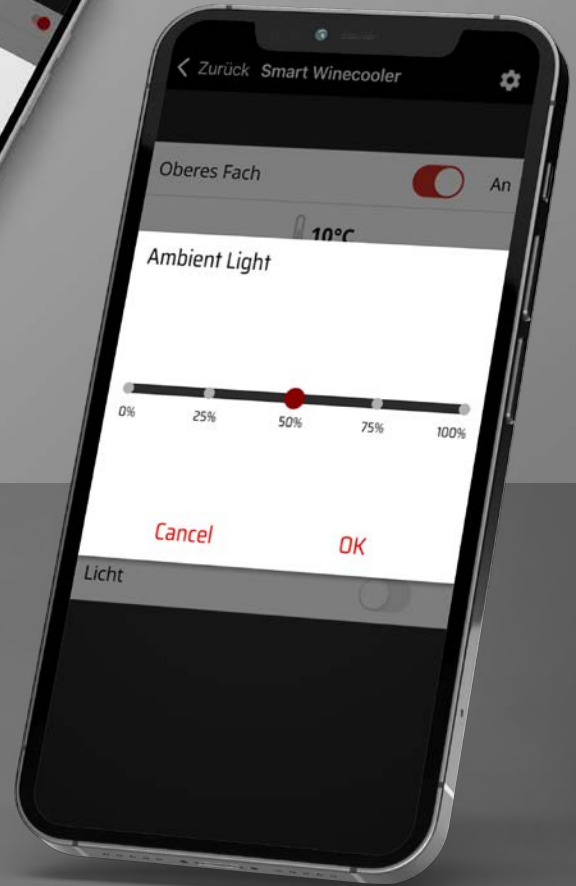 Zurück Smart Winecooler
Oberes Fach An
10°C
Ambient Light
0% 25% 50% 75% 100%
Cancel OK
Licht